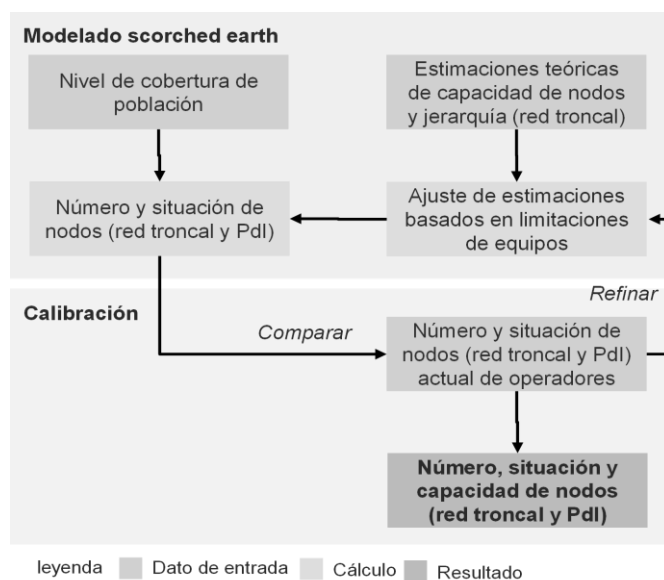 Modelado scorched earth
Nivel de cobertura de
población
Estimaciones teóricas
de capacidad de nodos
y jerarquía (red troncal)
Número y situación de
nodos (red troncal y PdI)
Ajuste de estimaciones
basados en limitaciones
de equipos
Refinar
Calibración
Comparar
Número y situación de
nodos (red troncal y PdI)
actual de operadores
Número, situación y
capacidad de nodos
(red troncal y PdI)
leyenda
Dato de entrada
Cálculo
Resultado